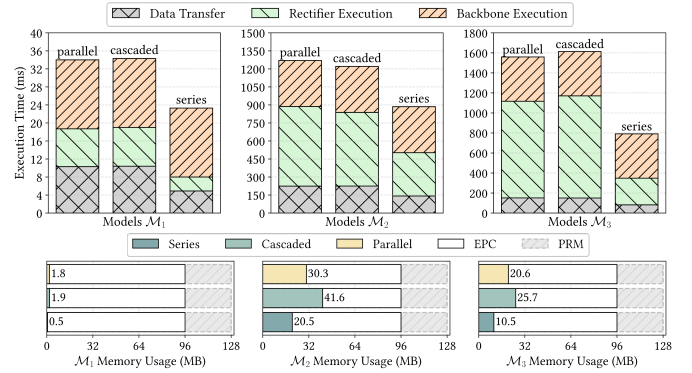 Data Transfer Rectifier Execution Backbone Execution
Execution Time (ms)
40
36
32
28
24
20
16
12
8
4
0
parallel
cascaded
series
Models ℳ1
1500
1350
1200
1050
900
750
600
450
300
150
0
parallel
cascaded
series
Models ℳ2
1800
1600
1400
1200
1000
800
600
400
200
0
parallel
cascaded
series
Models ℳ3
Series Cascaded Parallel EPC PRM
1.8
1.9
0.5
0 32 64 96 128
ℳ1 Memory Usage (MB)
30.3
41.6
20.5
0 32 64 96 128
ℳ2 Memory Usage (MB)
20.6
25.7
10.5
0 32 64 96 128
ℳ3 Memory Usage (MB)